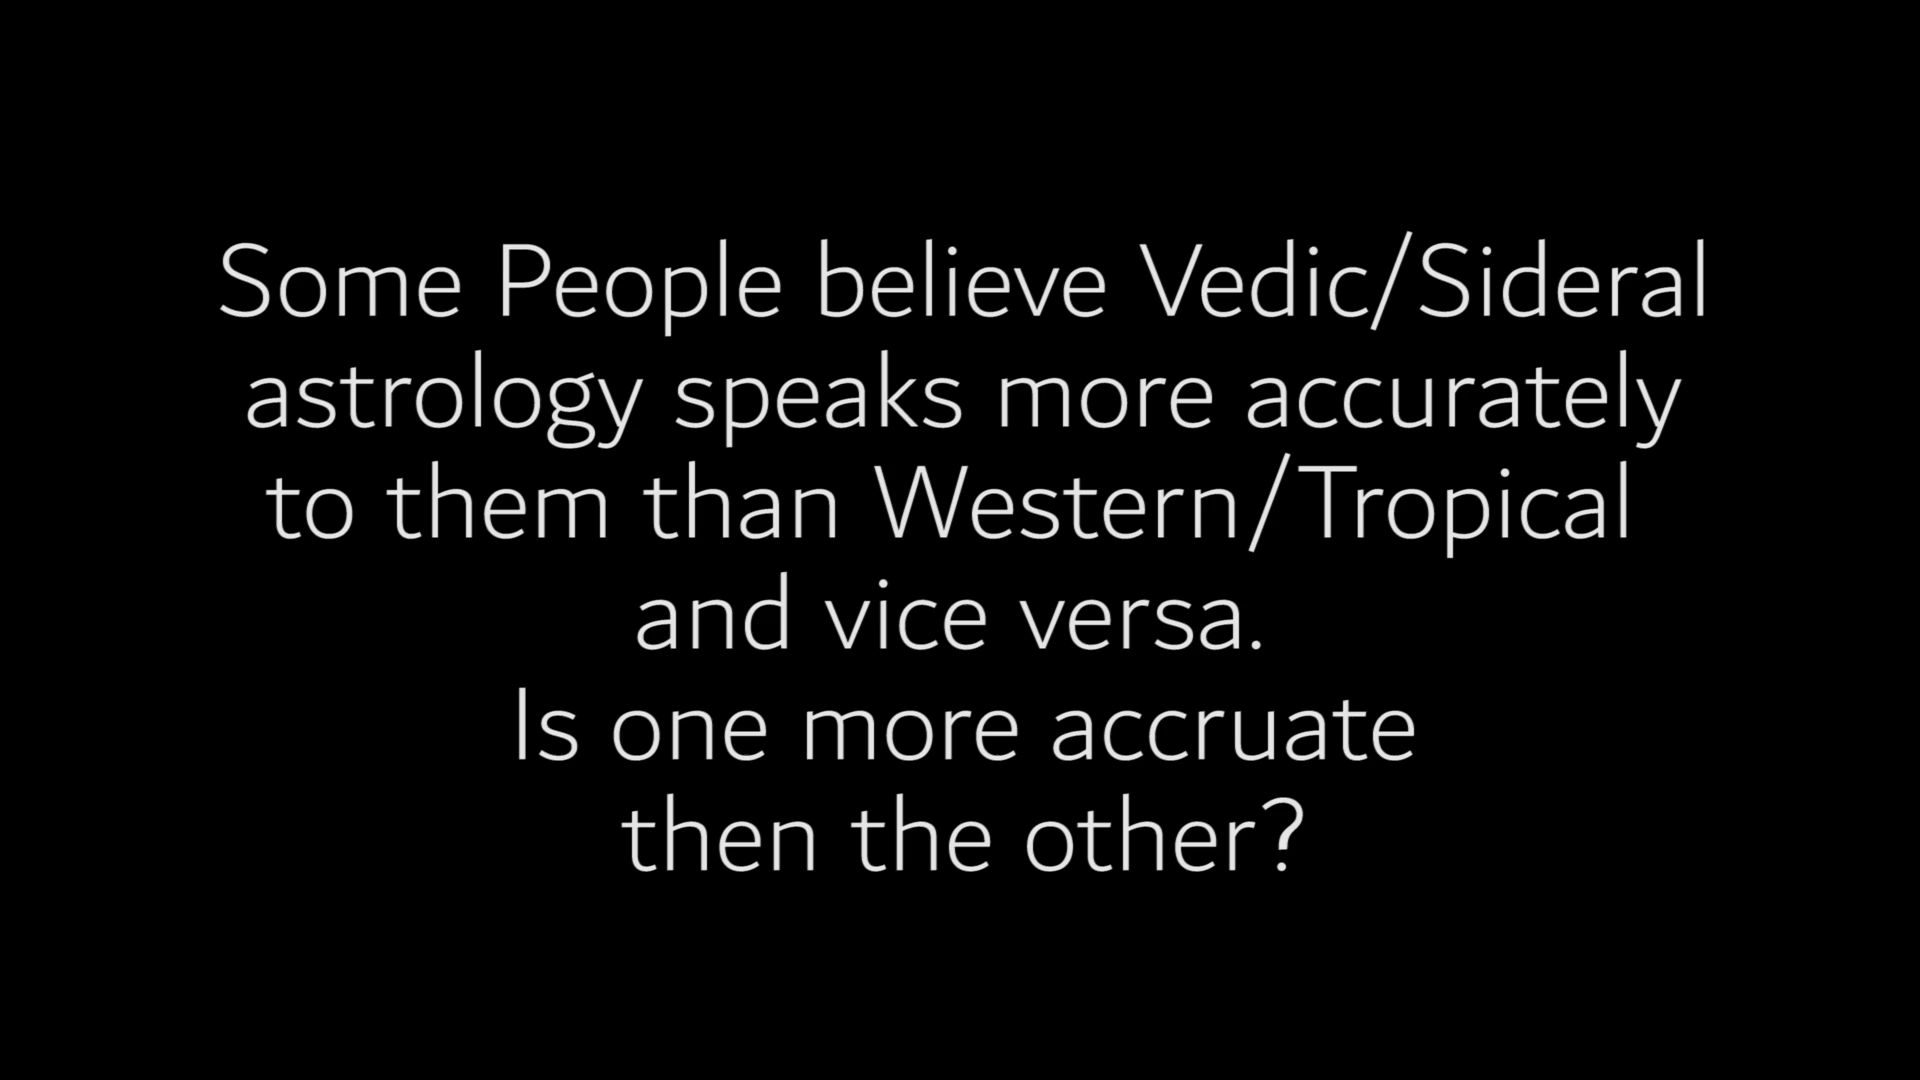 Some People believe Vedic/Sideral
astrology speaks more accurately
to them than Western/Tropical
and vice versa.
Is one more accruate
then the other?